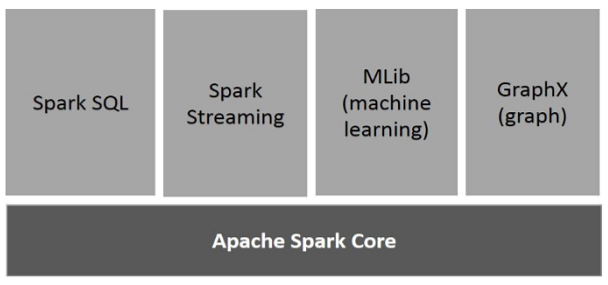 Spark SQL
Spark
Streaming
MLib
(machine
learning)
GraphX
(graph)
Apache Spark Core